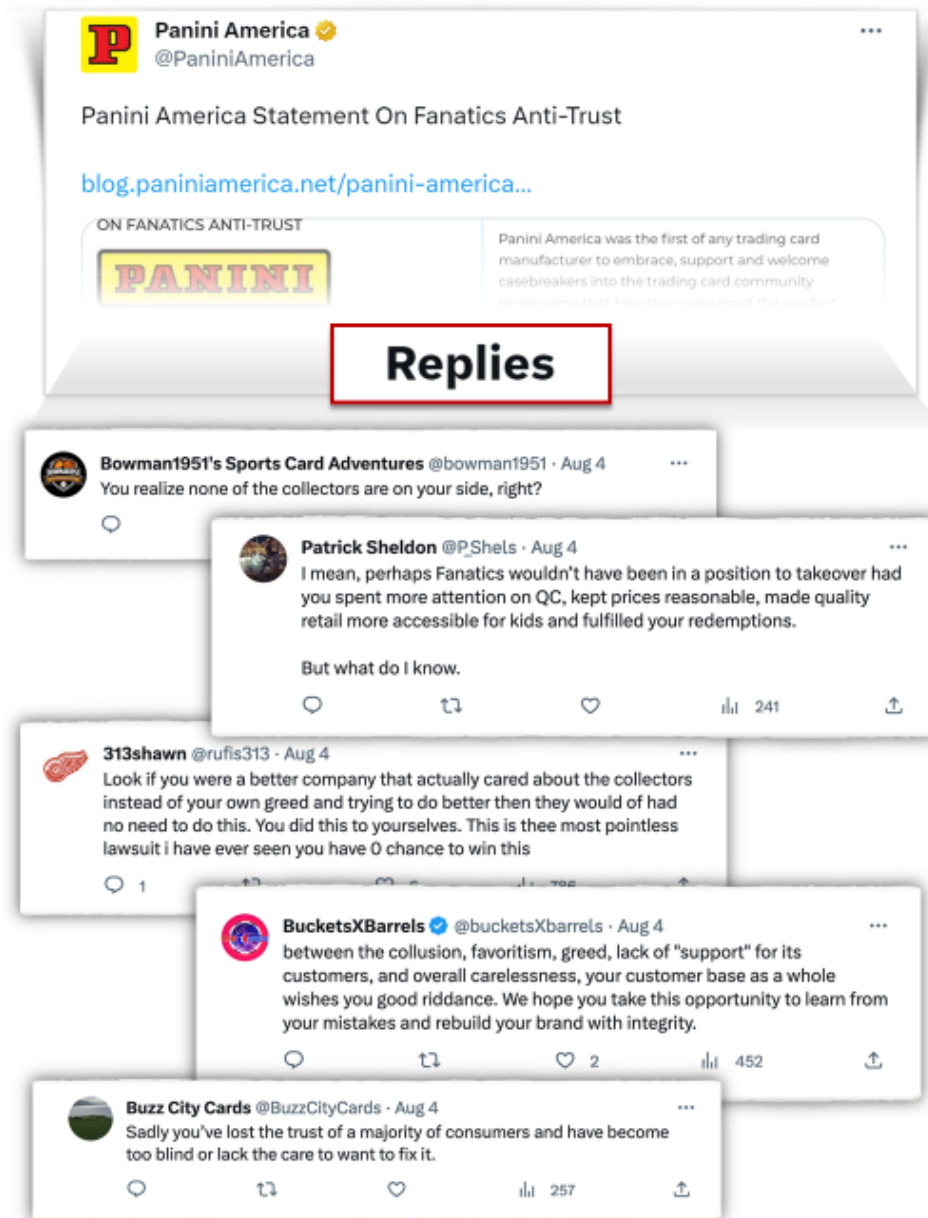 Panini America
@PaniniAmerica
Panini America Statement On Fanatics Anti-Trust
blog.paniniamerica.net/panini-america...
ON FANATICS ANTI-TRUST
PANINI
Panini America was the first of any trading card
manufacturer to embrace, support and welcome
casebreakers into the trading card community
recognizing that how they consumed the product
Replies
Bowman1951's Sports Card Adventures @bowman1951 · Aug 4
You realize none of the collectors are on your side, right?
Patrick Sheldon @P_Shels · Aug 4
I mean, perhaps Fanatics wouldn't have been in a position to takeover had
you spent more attention on QC, kept prices reasonable, made quality
retail more accessible for kids and fulfilled your redemptions.
But what do I know.
241
313shawn @rufis313 · Aug 4
Look if you were a better company that actually cared about the collectors
instead of your own greed and trying to do better then they would of had
no need to do this. You did this to yourselves. This is thee most pointless
lawsuit i have ever seen you have 0 chance to win this
1
BucketsXBarrels @bucketsXbarrels · Aug 4
between the collusion, favoritism, greed, lack of "support" for its
customers, and overall carelessness, your customer base as a whole
wishes you good riddance. We hope you take this opportunity to learn from
your mistakes and rebuild your brand with integrity.
2 452
Buzz City Cards @BuzzCityCards · Aug 4
Sadly you've lost the trust of a majority of consumers and have become
too blind or lack the care to want to fix it.
257